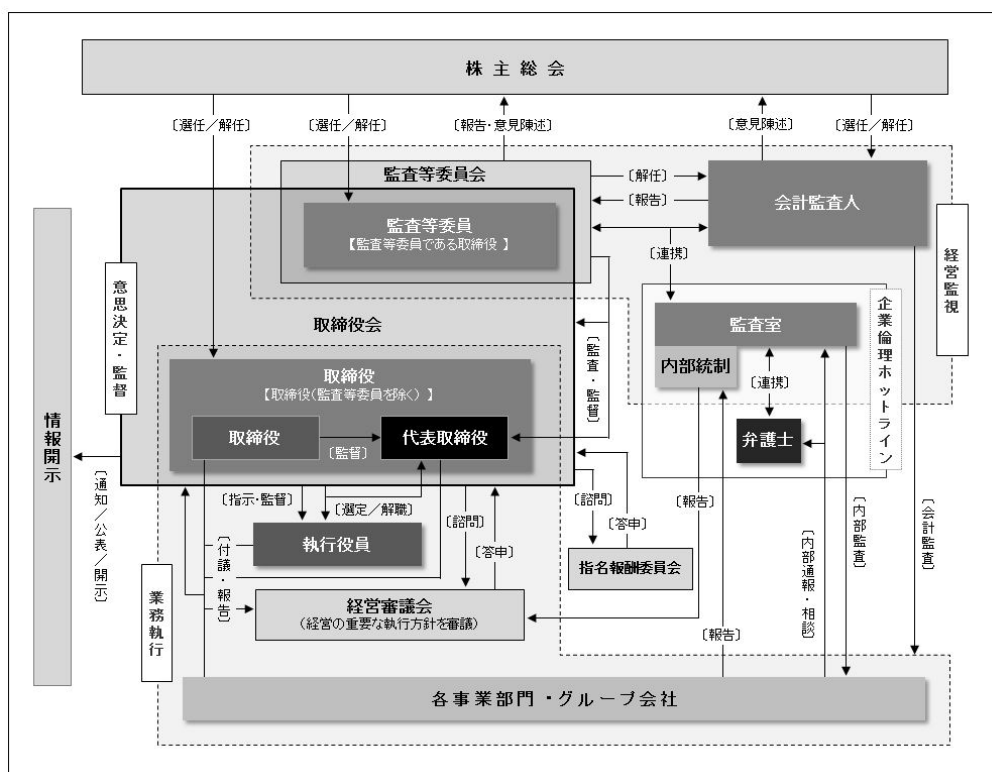 株主総会
〔選任／解任〕
〔選任／解任〕
〔報告・意見陳述〕
〔意見陳述〕
〔選任／解任〕
監査等委員会
監査等委員
【監査等委員である取締役 】
〔解任〕
〔報告〕
会計監査人
〔連携〕
経営監視
情報開示
意思決定・監督
取締役会
〔監査・監督〕
監査室
内部統制
〔連携〕
弁護士
企業倫理ホットライン
取締役
【取締役（監査等委員を除く）】
取締役
〔監督〕
代表取締役
〔通知／公表／開示〕
〔指示・監督〕
〔選定／解職〕
〔諮問〕
〔答申〕
〔諮問〕
〔答申〕
〔報告〕
〔内部監査〕
〔会計監査〕
執行役員
〔付議・報告〕
指名報酬委員会
〔内部通報・相談〕
業務執行
経営審議会
（経営の重要な執行方針を審議）
〔報告〕
各事業部門・グループ会社